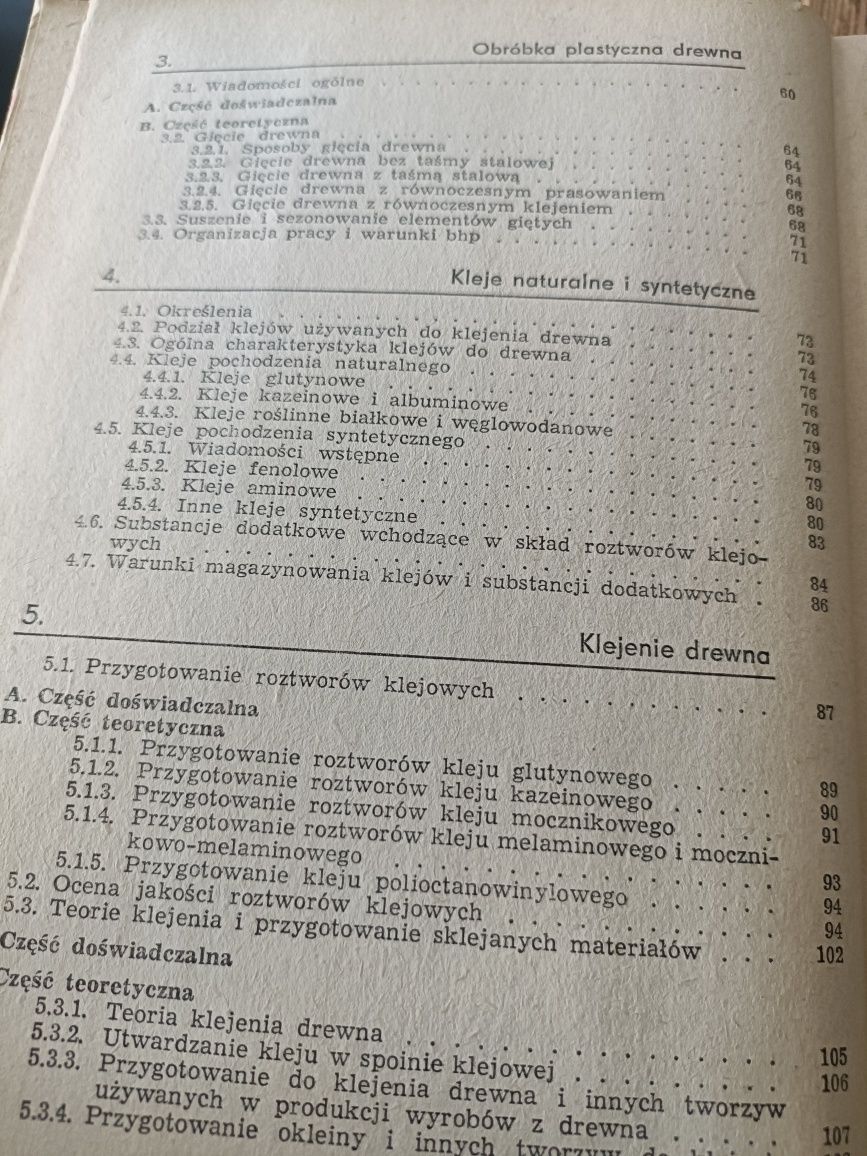 3. Obróbka plastyczna drewna
3.1. Wiadomości ogólne 60
A. Część doświadczalna
B. Część teoretyczna
3.2. Gięcie drewna 64
3.2.1. Sposoby gięcia drewna 64
3.2.2. Gięcie drewna bez taśmy stalowej 64
3.2.3. Gięcie drewna z taśmą stalową 66
3.2.4. Gięcie drewna z równoczesnym prasowaniem 68
3.2.5. Gięcie drewna z równoczesnym klejeniem 68
3.3. Suszenie i sezonowanie elementów giętych 71
3.4. Organizacja pracy i warunki bhp 71
4. Kleje naturalne i syntetyczne
4.1. Określenia 73
4.2. Podział klejów używanych do klejenia drewna 73
4.3. Ogólna charakterystyka klejów do drewna 74
4.4. Kleje pochodzenia naturalnego 76
4.4.1. Kleje glutynowe 76
4.4.2. Kleje kazeinowe i albuminowe 78
4.4.3. Kleje roślinne białkowe i węglowodanowe 79
4.5. Kleje pochodzenia syntetycznego 79
4.5.1. Wiadomości wstępne 79
4.5.2. Kleje fenolowe 80
4.5.3. Kleje aminowe 80
4.5.4. Inne kleje syntetyczne 83
4.6. Substancje dodatkowe wchodzące w skład roztworów klejo-
wych 84
4.7. Warunki magazynowania klejów i substancji dodatkowych 86
5. Klejenie drewna
5.1. Przygotowanie roztworów klejowych 87
A. Część doświadczalna
B. Część teoretyczna
5.1.1. Przygotowanie roztworów kleju glutynowego 89
5.1.2. Przygotowanie roztworów kleju kazeinowego 90
5.1.3. Przygotowanie roztworów kleju mocznikowego 91
5.1.4. Przygotowanie roztworów kleju melaminowego i moczni-
kowo-melaminowego 93
5.1.5. Przygotowanie kleju polioctanowinylowego 94
5.2. Ocena jakości roztworów klejowych 94
5.3. Teorie klejenia i przygotowanie sklejanych materiałów 102
Część doświadczalna
Część teoretyczna
5.3.1. Teoria klejenia drewna 105
5.3.2. Utwardzanie kleju w spoinie klejowej 106
5.3.3. Przygotowanie do klejenia drewna i innych tworzyw
używanych w produkcji wyrobów z drewna 107
5.3.4. Przygotowanie okleiny i innych